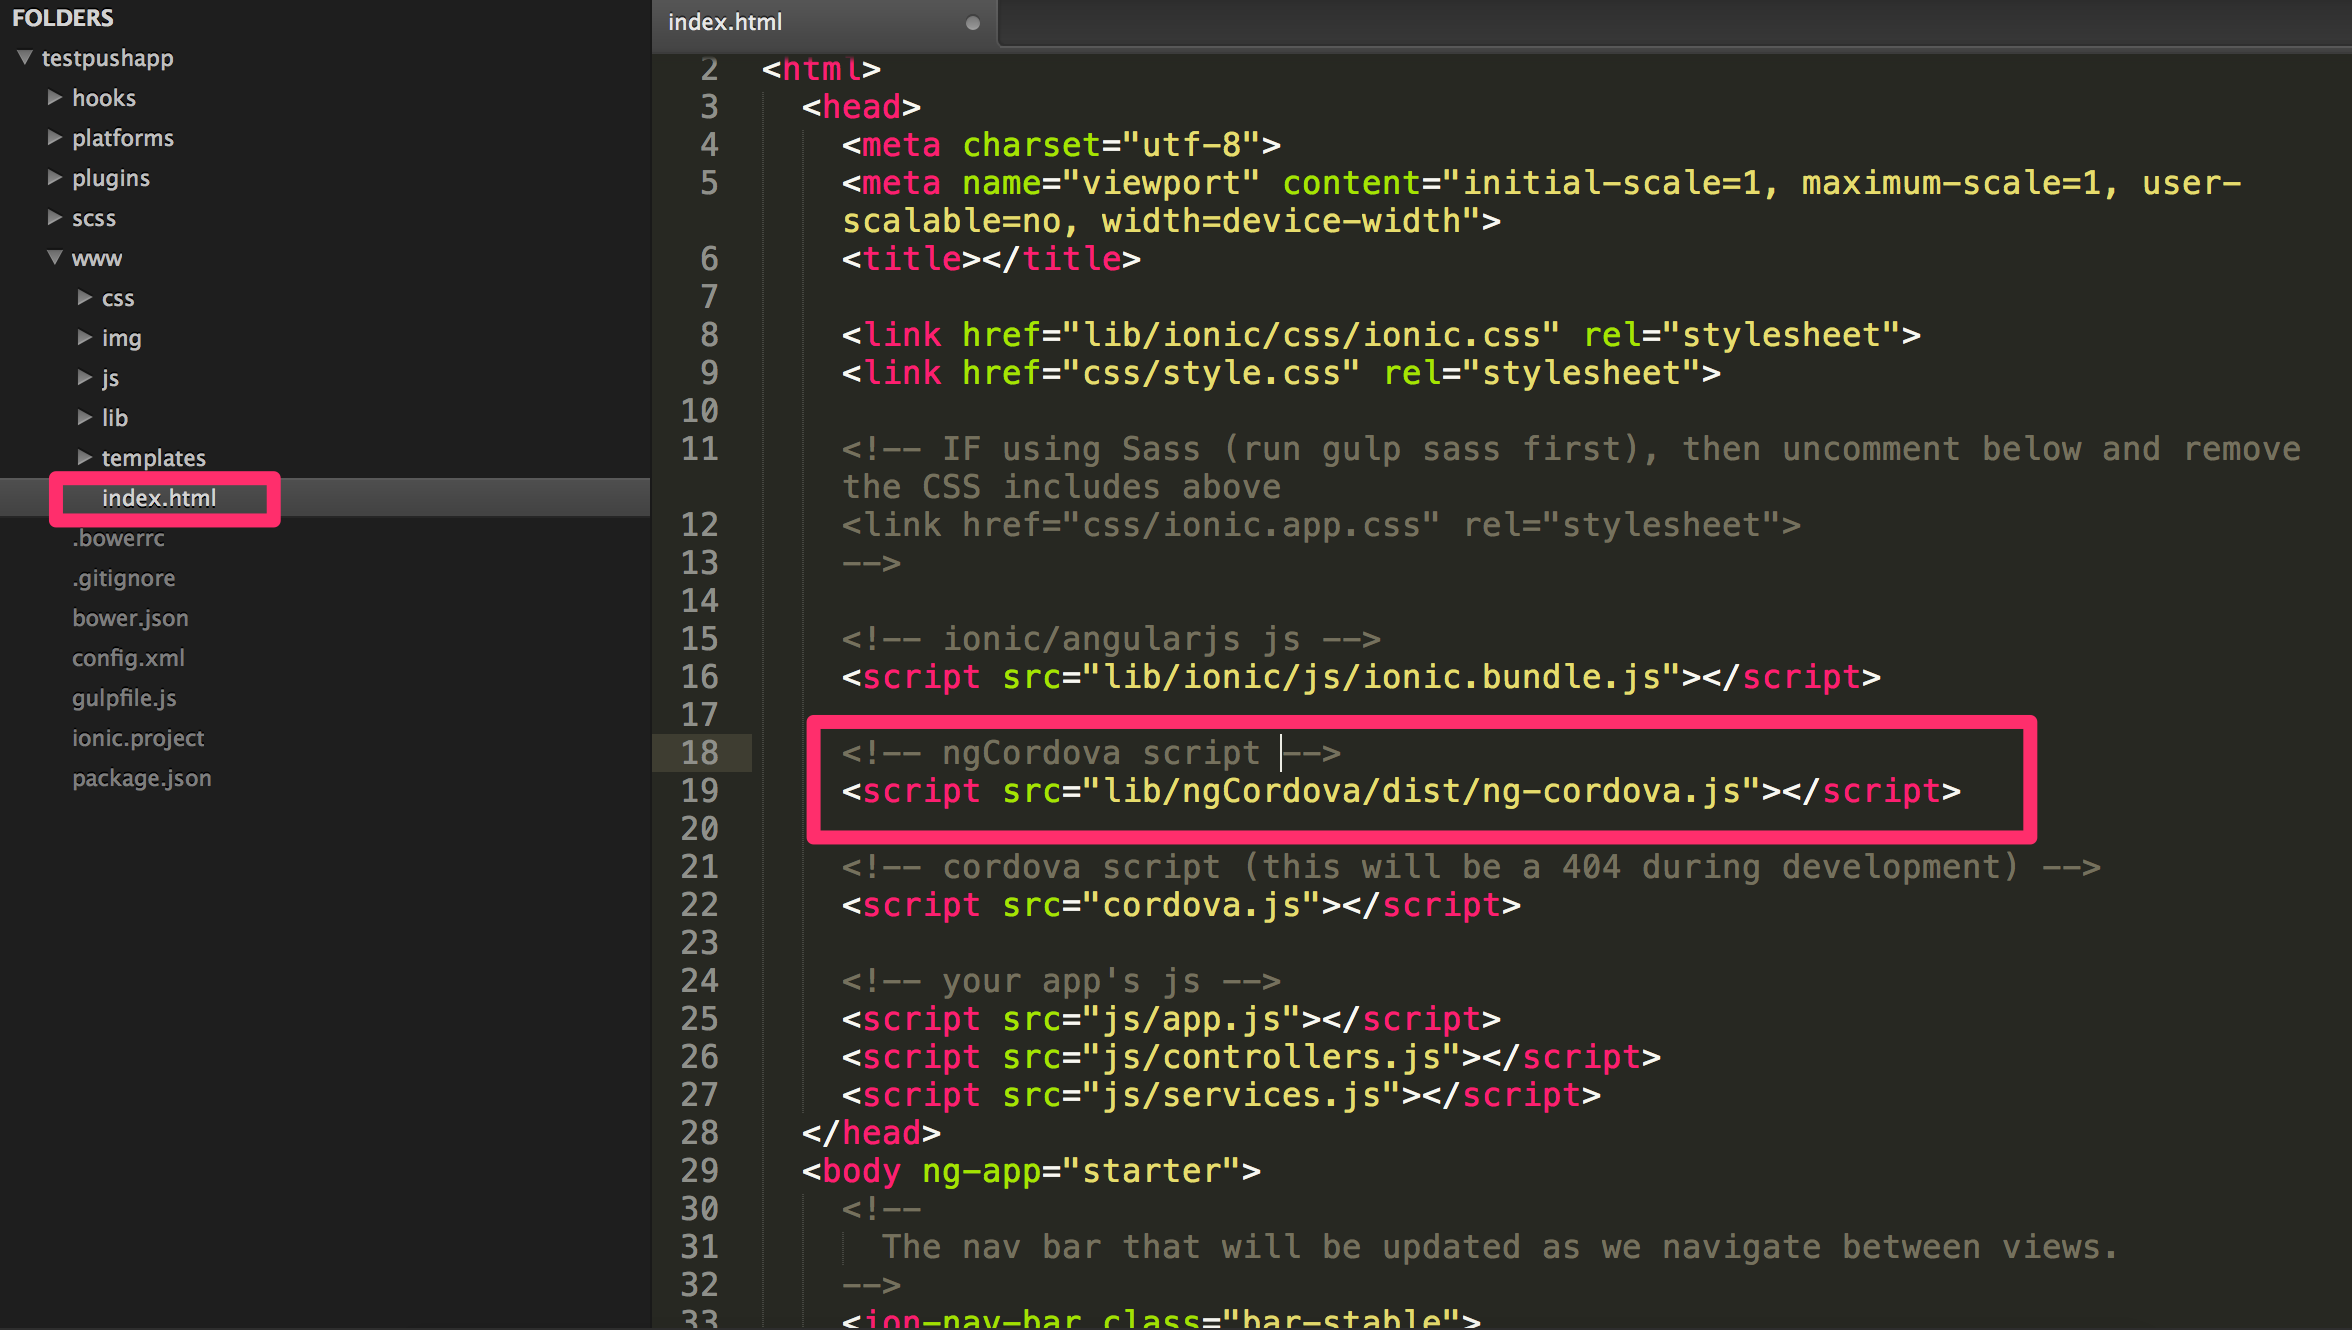 FOLDERS
testpushapp
hooks
platforms
plugins
scss
www
css
img
js
lib
templates
index.html
.bowerrc
.gitignore
bower.json
config.xml
gulpfile.js
ionic.project
package.json
index.html
2 <html>
3 <head>
4 <meta charset="utf-8">
5 <meta name="viewport" content="initial-scale=1, maximum-scale=1, user-
scalable=no, width=device-width">
6 <title></title>
7
8 <link href="lib/ionic/css/ionic.css" rel="stylesheet">
9 <link href="css/style.css" rel="stylesheet">
10
11 <!-- IF using Sass (run gulp sass first), then uncomment below and remove
the CSS includes above
12 <link href="css/ionic.app.css" rel="stylesheet">
13 -->
14
15 <!-- ionic/angularjs js -->
16 <script src="lib/ionic/js/ionic.bundle.js"></script>
17
18 <!-- ngCordova script -->
19 <script src="lib/ngCordova/dist/ng-cordova.js"></script>
20
21 <!-- cordova script (this will be a 404 during development) -->
22 <script src="cordova.js"></script>
23
24 <!-- your app's js -->
25 <script src="js/app.js"></script>
26 <script src="js/controllers.js"></script>
27 <script src="js/services.js"></script>
28 </head>
29 <body ng-app="starter">
30 <!--
31 The nav bar that will be updated as we navigate between views.
32 -->
33 <ion-nav-bar class="bar-stable">